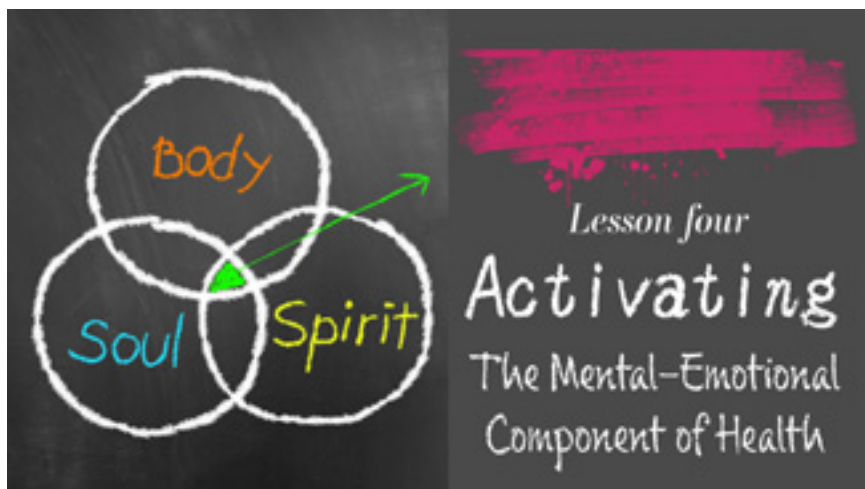 Body
Soul
Spirit
Lesson four
Activating
The Mental-Emotional
Component of Health